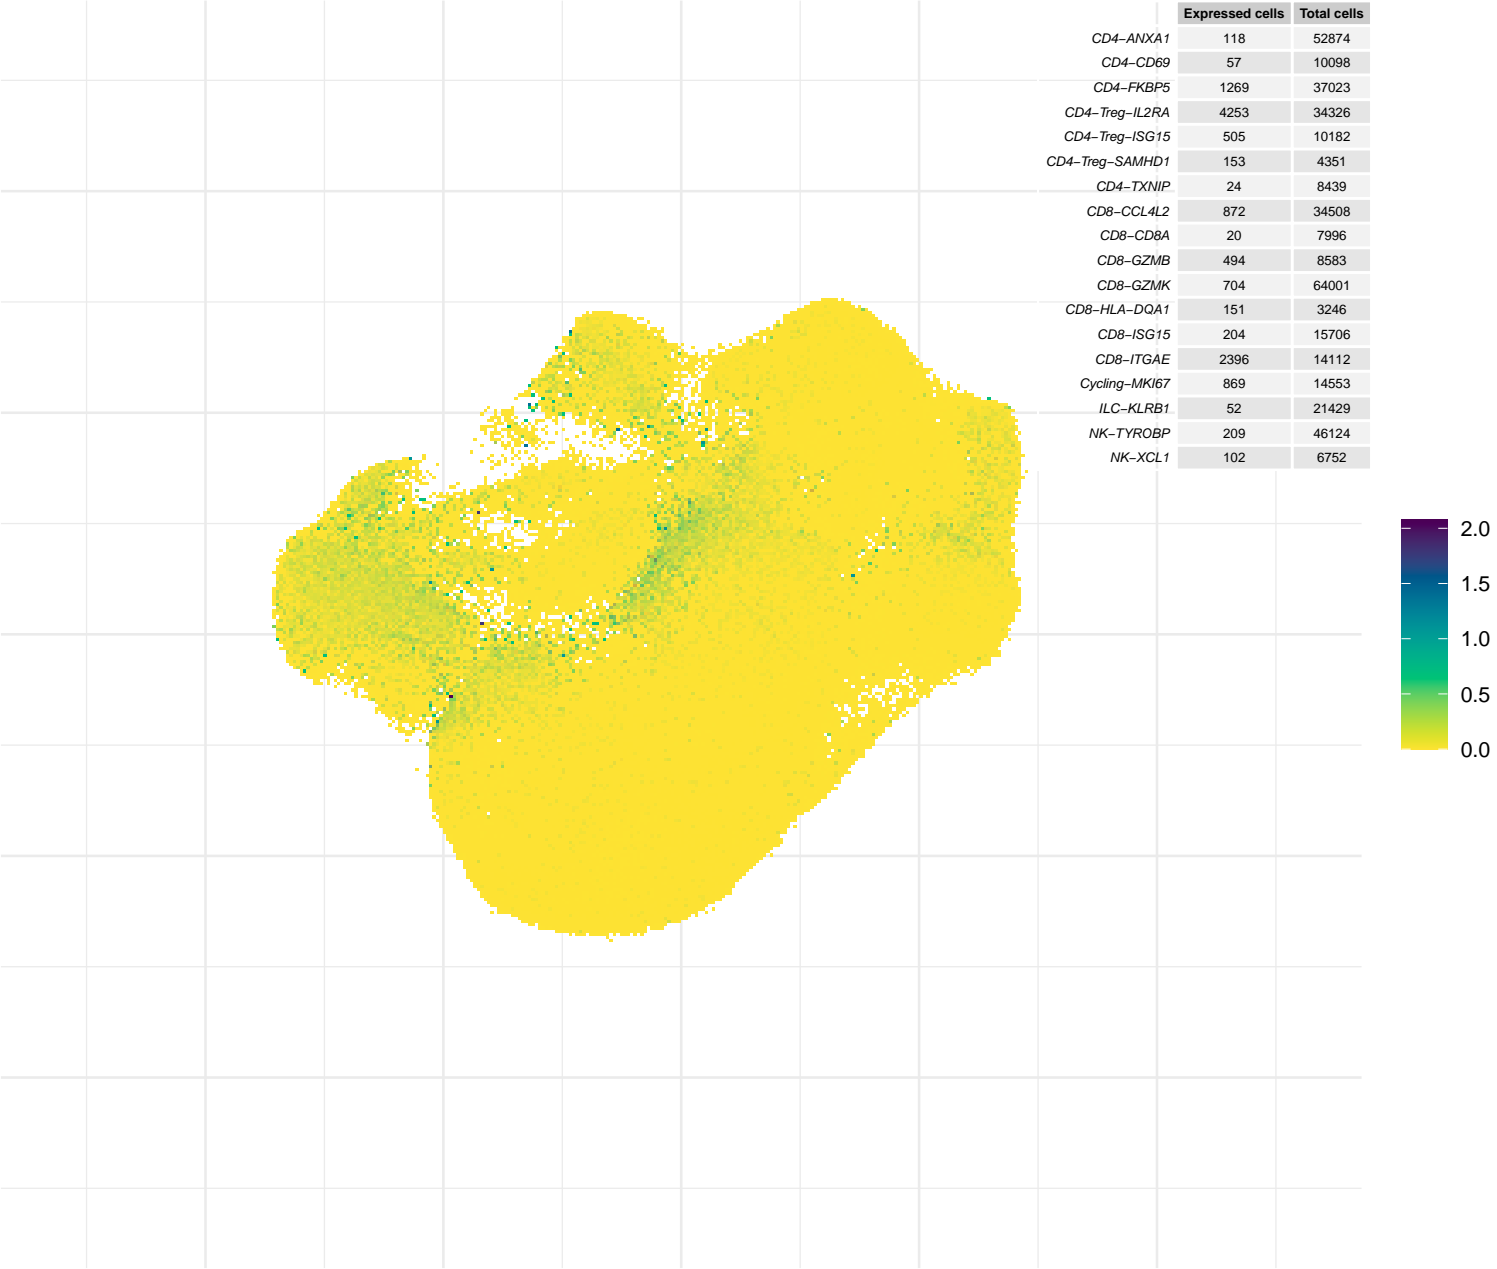 Expressed cells Total cells
CD4−ANXA1 118 52874
CD4−CD69 57 10098
CD4−FKBP5 1269 37023
CD4−Treg−IL2RA 4253 34326
CD4−Treg−ISG15 505 10182
CD4−Treg−SAMHD1 153 4351
CD4−TXNIP 24 8439
CD8−CCL4L2 872 34508
CD8−CD8A 20 7996
CD8−GZMB 494 8583
CD8−GZMK 704 64001
CD8−HLA−DQA1 151 3246
CD8−ISG15 204 15706
CD8−ITGAE 2396 14112
Cycling−MKI67 869 14553
ILC−KLRB1 52 21429
NK−TYROBP 209 46124
NK−XCL1 102 6752
2.0
1.5
1.0
0.5
0.0